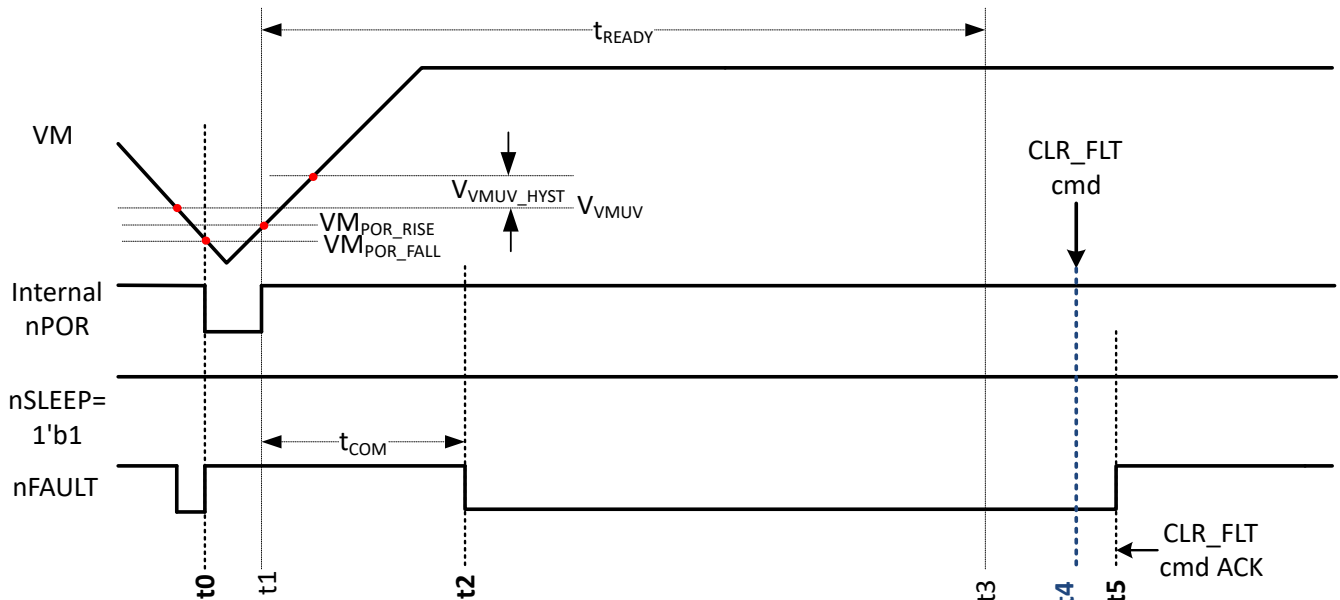 tREADY
VM
CLR_FLT
cmd
VVMUV_HYST
VVMUV
VMPOR_RISE
VMPOR_FALL
Internal
nPOR
nSLEEP=
1'b1
tCOM
nFAULT
CLR_FLT
cmd ACK
t0
t1
t2
t3
t4
t5